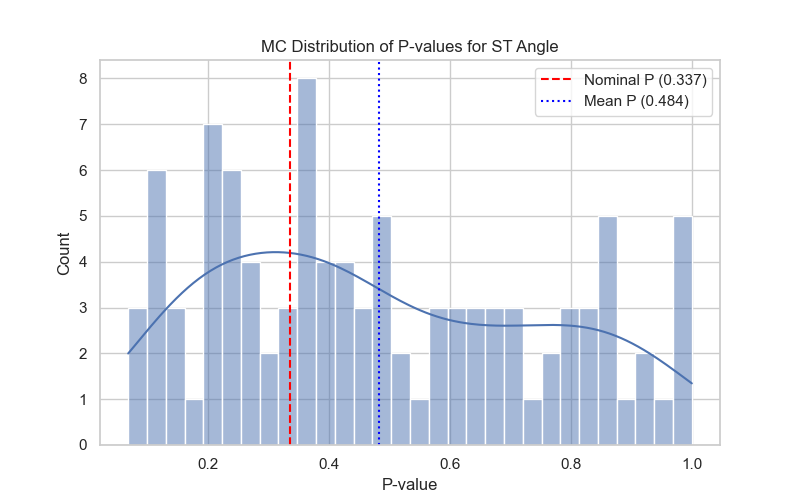 MC Distribution of P-values for ST Angle
Nominal P (0.337)
Mean P (0.484)
Count
8
7
6
5
4
3
2
1
0
0.2 0.4 0.6 0.8 1.0
P-value